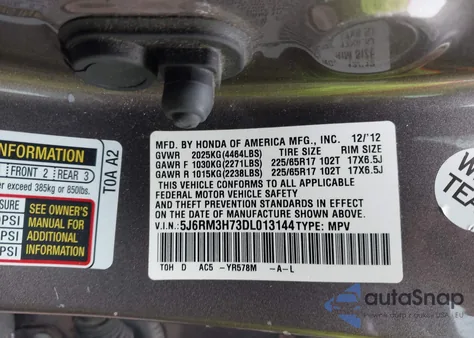 MFD. BY HONDA OF AMERICA MFG., INC. 12/'12
GVWR 2025KG(4464LBS) TIRE SIZE RIM SIZE
GAWR F 1030KG(2271LBS) 225/65R17 102T 17X6.5J
GAWR R 1015KG(2238LBS) 225/65R17 102T 17X6.5J
THIS VEHICLE CONFORMS TO ALL APPLICABLE
FEDERAL MOTOR VEHICLE SAFETY
AND THEFT PREVENTION STANDARDS IN EFFECT
ON THE DATE OF MANUFACTURE SHOWN ABOVE.
V.I.N.:5J6RM3H73DL013144 TYPE: MPV
T0H D AC5 -YR578M -A-L
T0A A2
FRONT 2 REAR 3
er exceed 385kg or 850lbs.
SEE OWNER'S
MANUAL FOR
ADDITIONAL
INFORMATION
PSI
PSI
PSI
autoSnap